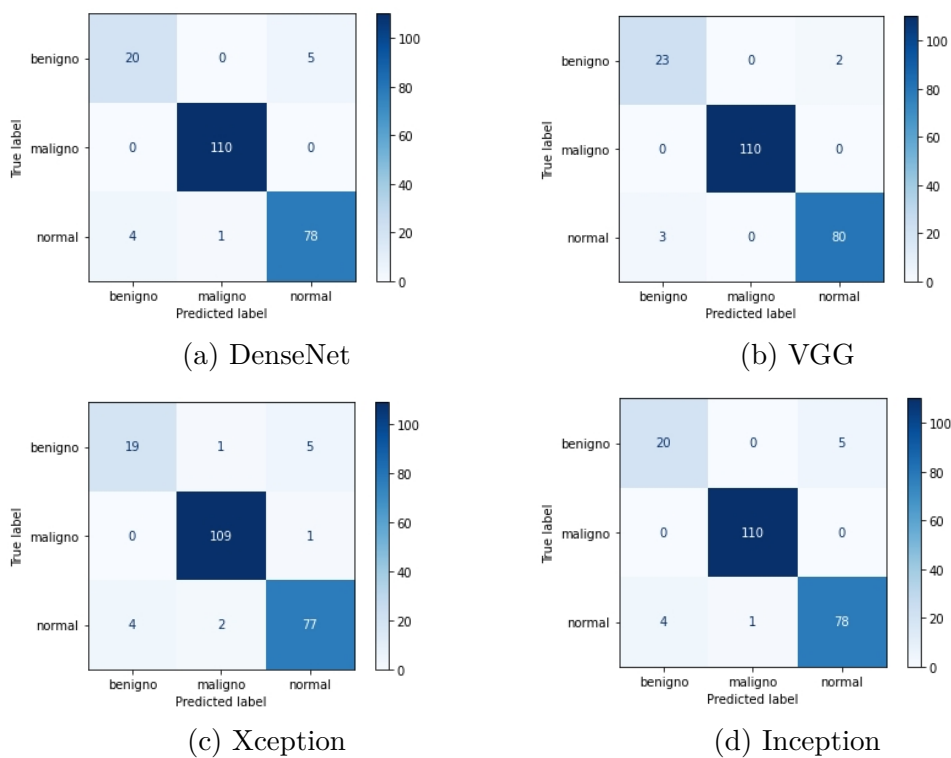 benigno 20 0 5 100
80
maligno 0 110 0 60
40
normal 4 1 78 20
0
benigno maligno normal
Predicted label
True label
(a) DenseNet
benigno 23 0 2 100
80
maligno 0 110 0 60
40
normal 3 0 80 20
0
benigno maligno normal
Predicted label
True label
(b) VGG
benigno 19 1 5 100
80
maligno 0 109 1 60
40
normal 4 2 77 20
0
benigno maligno normal
Predicted label
True label
(c) Xception
benigno 20 0 5 100
80
maligno 0 110 0 60
40
normal 4 1 78 20
0
benigno maligno normal
Predicted label
True label
(d) Inception